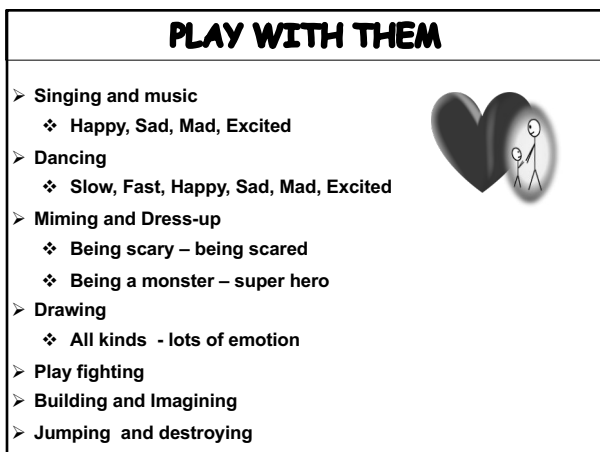 PLAY WITH THEM
➢ Singing and music
❖ Happy, Sad, Mad, Excited
➢ Dancing
❖ Slow, Fast, Happy, Sad, Mad, Excited
➢ Miming and Dress-up
❖ Being scary – being scared
❖ Being a monster – super hero
➢ Drawing
❖ All kinds - lots of emotion
➢ Play fighting
➢ Building and Imagining
➢ Jumping and destroying